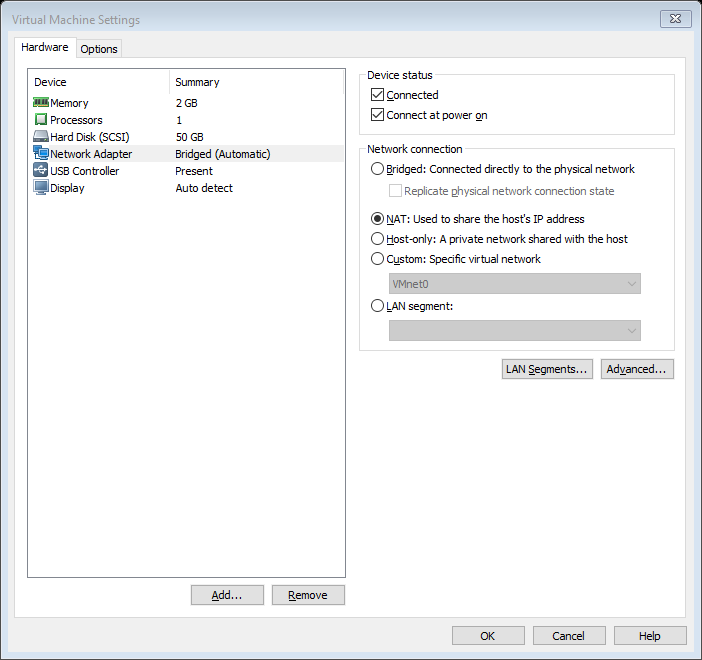 Virtual Machine Settings
Hardware
Options
Device Summary
Memory 2 GB
Processors 1
Hard Disk (SCSI) 50 GB
Network Adapter Bridged (Automatic)
USB Controller Present
Display Auto detect
Add...
Remove
Device status
Connected
Connect at power on
Network connection
Bridged: Connected directly to the physical network
Replicate physical network connection state
NAT: Used to share the host's IP address
Host-only: A private network shared with the host
Custom: Specific virtual network
VMnet0
LAN segment:
LAN Segments...
Advanced...
OK
Cancel
Help